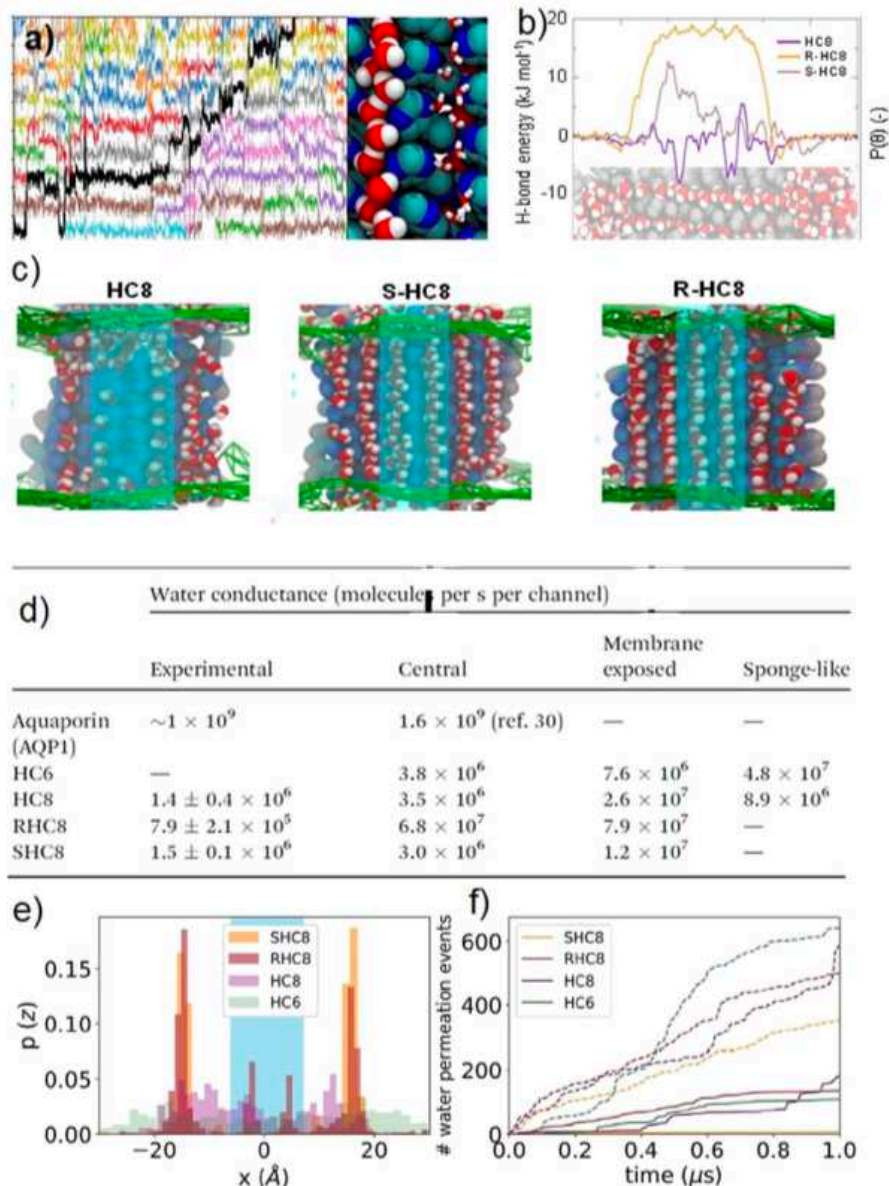 a)
b)
H-bond energy (kJ mol⁻¹)
20
10
0
-10
HC8
R-HC8
S-HC8
P(θ) (-)
c)
HC8 S-HC8 R-HC8
d)
Water conductance (molecules per s per channel)
Experimental Central Membrane exposed Sponge-like
Aquaporin (AQP1) ~1 × 10⁹ 1.6 × 10⁹ (ref. 30) — —
HC6 — 3.8 × 10⁶ 7.6 × 10⁶ 4.8 × 10⁷
HC8 1.4 ± 0.4 × 10⁶ 3.5 × 10⁶ 2.6 × 10⁷ 8.9 × 10⁶
RHC8 7.9 ± 2.1 × 10⁵ 6.8 × 10⁷ 7.9 × 10⁷ —
SHC8 1.5 ± 0.1 × 10⁶ 3.0 × 10⁶ 1.2 × 10⁷ —
e)
p (z)
0.15
0.10
0.05
0.00
SHC8
RHC8
HC8
HC6
−20 0 20
x (Å)
f)
# water permeation events
600
400
200
0
SHC8
RHC8
HC8
HC6
0.0 0.2 0.4 0.6 0.8 1.0
time (μs)